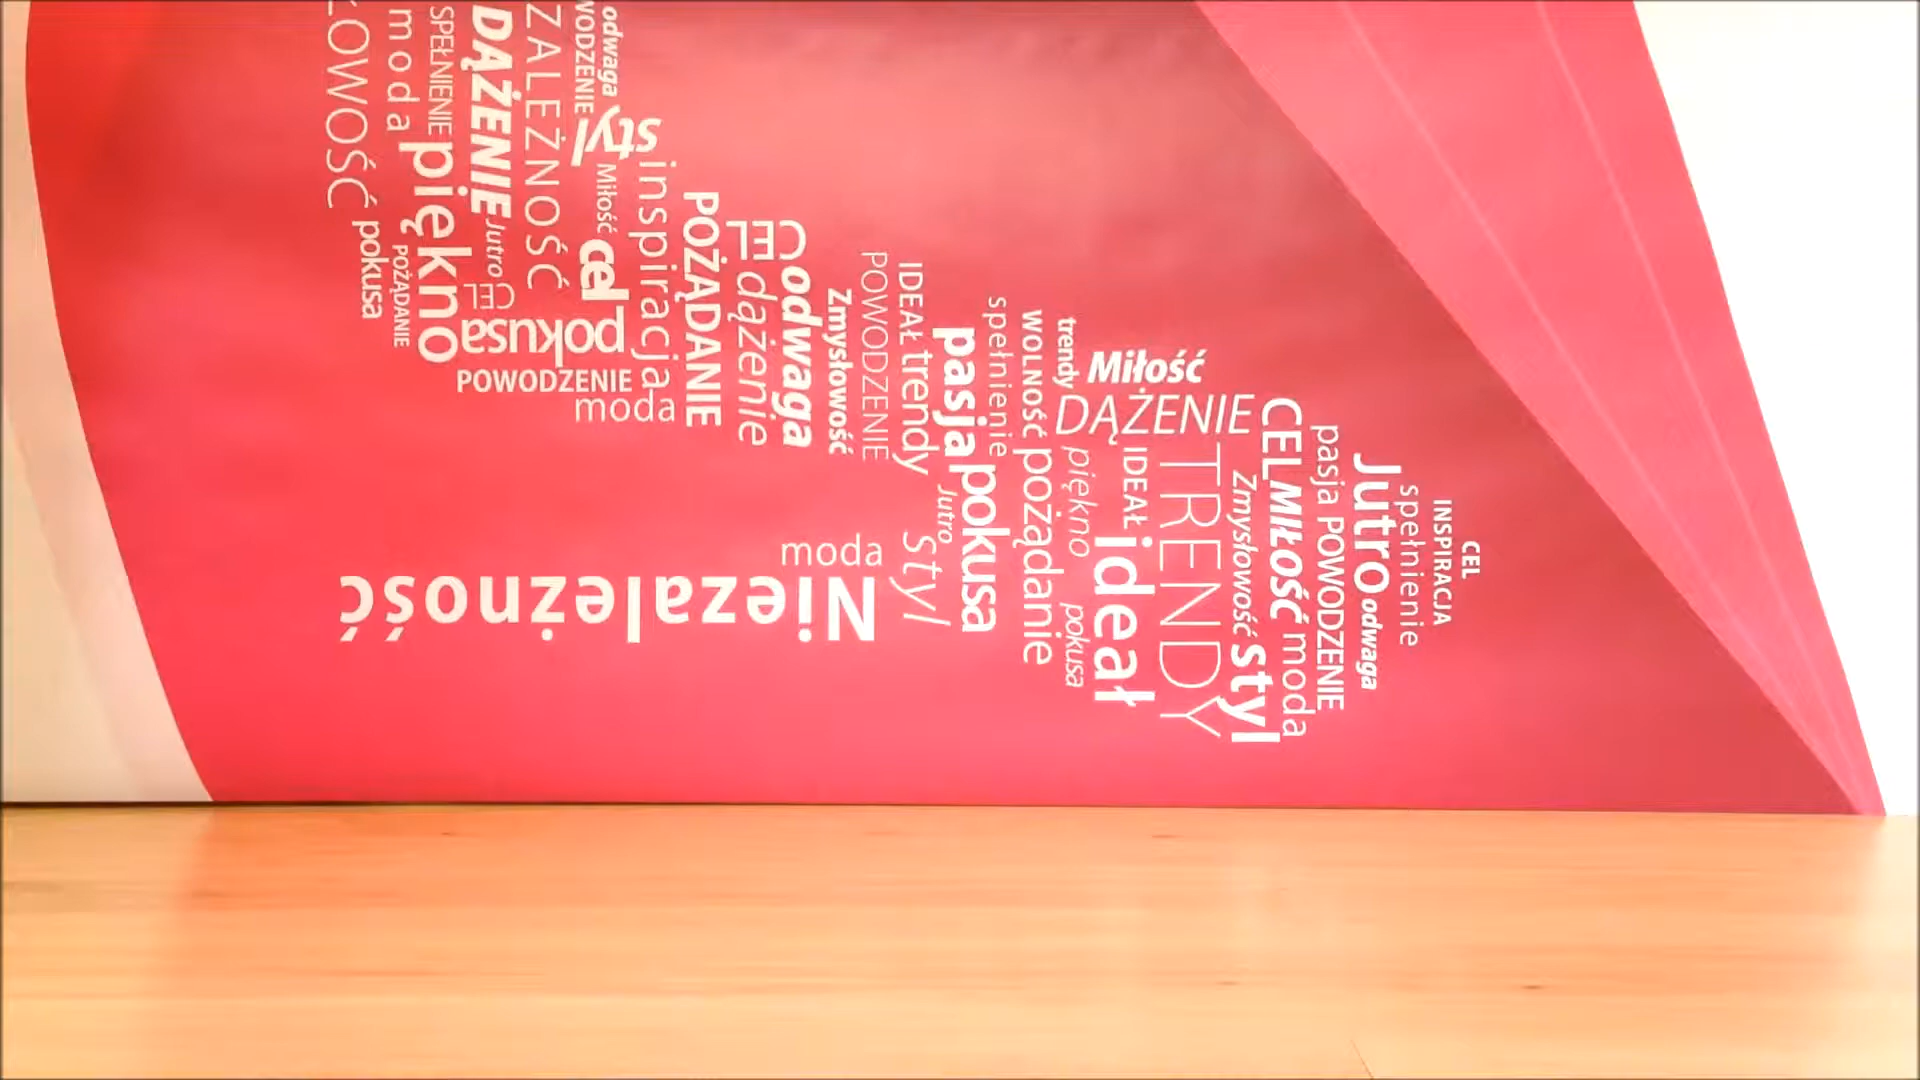 ŁOWOŚĆ
pokusa
moda
POŻĄDANIE
SPEŁNIENIE
piękno
DĄŻENIE
Jutro
CEL
ZALEŻNOŚĆ
pokusa
POWODZENIE
moda
WODZENIE
odwaga
styl
Miłość
cel
inspiracja
POŻĄDANIE
CEL
dążenie
odwaga
Zmysłowość
POWODZENIE
IDEAŁ
trendy
styl
moda
Niezależność
pasja
Jutro
pokusa
spełnienie
WOLNOŚĆ
pożądanie
trendy
Miłość
DĄŻENIE
piękno
pokusa
IDEAŁ
ideał
TRENDY
Zmysłowość
styl
CEL
MIŁOŚĆ
moda
pasja
POWODZENIE
Jutro
odwaga
spełnienie
INSPIRACJA
CEL